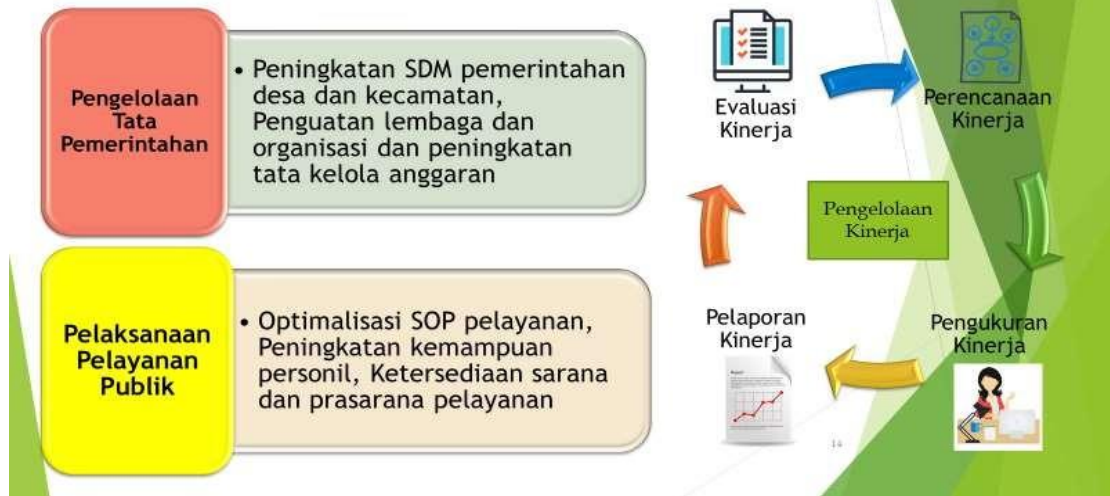 Pengelolaan
Tata
Pemerintahan
• Peningkatan SDM pemerintahan
desa dan kecamatan,
Penguatan lembaga dan
organisasi dan peningkatan
tata kelola anggaran
Pelaksanaan
Pelayanan
Publik
• Optimalisasi SOP pelayanan,
Peningkatan kemampuan
personil, Ketersediaan sarana
dan prasarana pelayanan
Evaluasi
Kinerja
Perencanaan
Kinerja
Pengelolaan
Kinerja
Pelaporan
Kinerja
Pengukuran
Kinerja
14